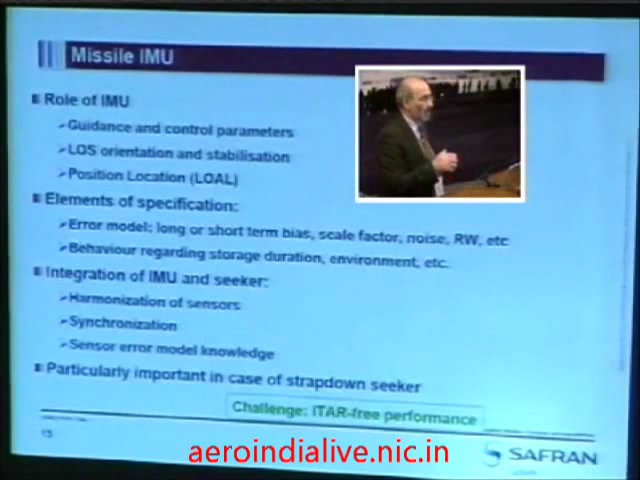 Missile IMU
Role of IMU
Guidance and control parameters
LOS orientation and stabilisation
Position Location (LOAL)
Elements of specification:
Error model: long or short term bias, scale factor, noise, RW, etc
Behaviour regarding storage duration, environment, etc.
Integration of IMU and seeker:
Harmonization of sensors
Synchronization
Sensor error model knowledge
Particularly important in case of strapdown seeker
Challenge: ITAR-free performance
15
SAFRAN
aeroindialive.nic.in